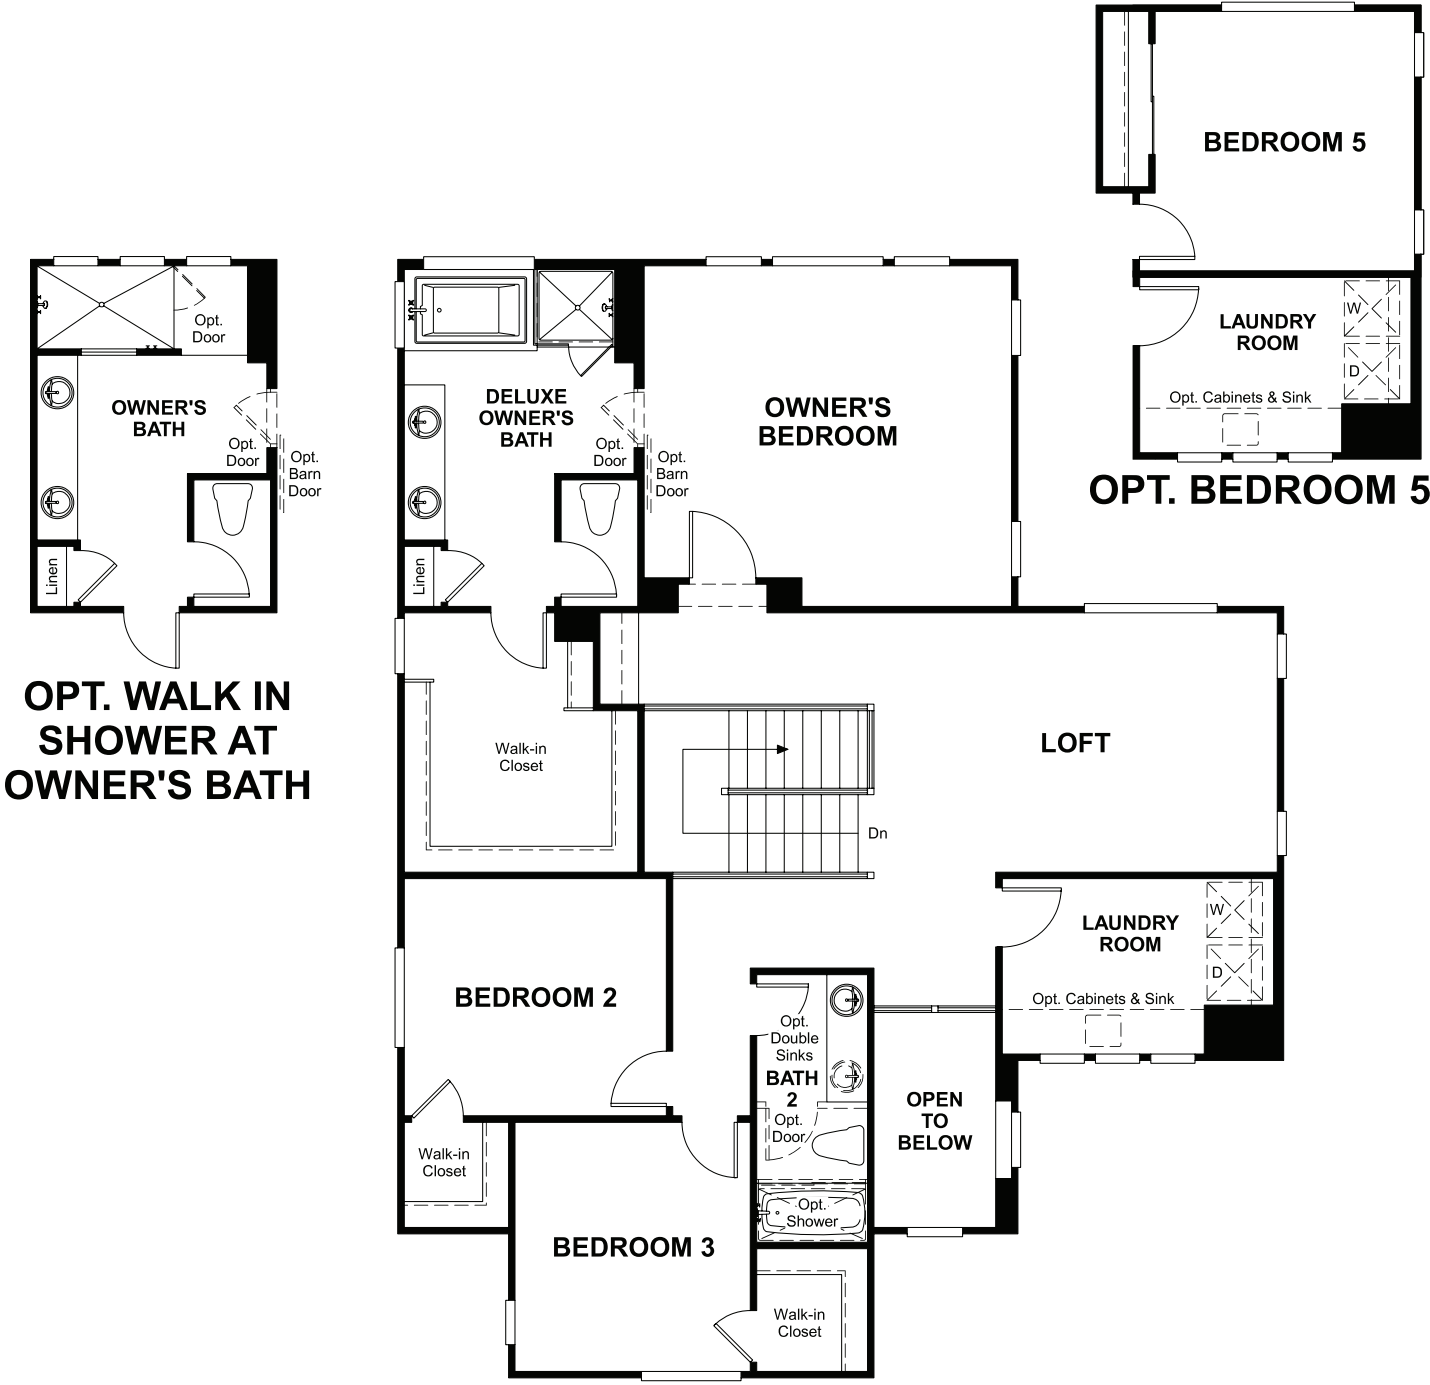 BEDROOM 5
LAUNDRY
ROOM
W
D
Opt. Cabinets & Sink
OPT. BEDROOM 5
Opt.
Door
OWNER'S
BATH
Opt.
Door
Opt.
Barn
Door
Linen
OPT. WALK IN
SHOWER AT
OWNER'S BATH
DELUXE
OWNER'S
BATH
Opt.
Door
Opt.
Barn
Door
Linen
OWNER'S
BEDROOM
Walk-in
Closet
Dn
LOFT
LAUNDRY
ROOM
W
D
Opt. Cabinets & Sink
BEDROOM 2
Opt.
Double
Sinks
BATH
2
Opt.
Door
Opt.
Shower
OPEN
TO
BELOW
Walk-in
Closet
BEDROOM 3
Walk-in
Closet